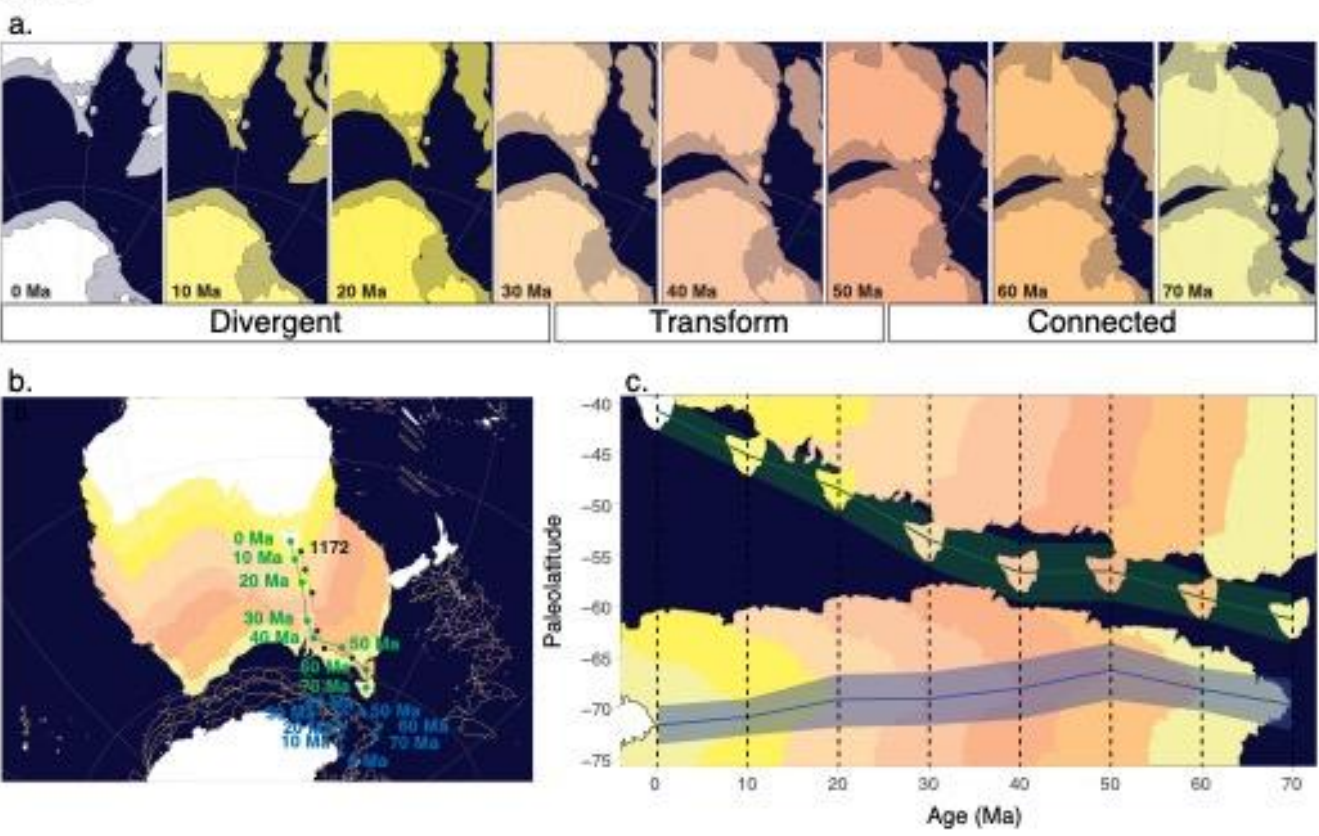 a.
0 Ma 10 Ma 20 Ma 30 Ma 40 Ma 50 Ma 60 Ma 70 Ma
Divergent Transform Connected
b.
0 Ma 1172
10 Ma
20 Ma
30 Ma
40 Ma 50 Ma
60 Ma
70 Ma
50 Ma
60 Ma
10 Ma 70 Ma
c.
Paleolatitude
−40
−45
−50
−55
−60
−65
−70
−75
0 10 20 30 40 50 60 70
Age (Ma)